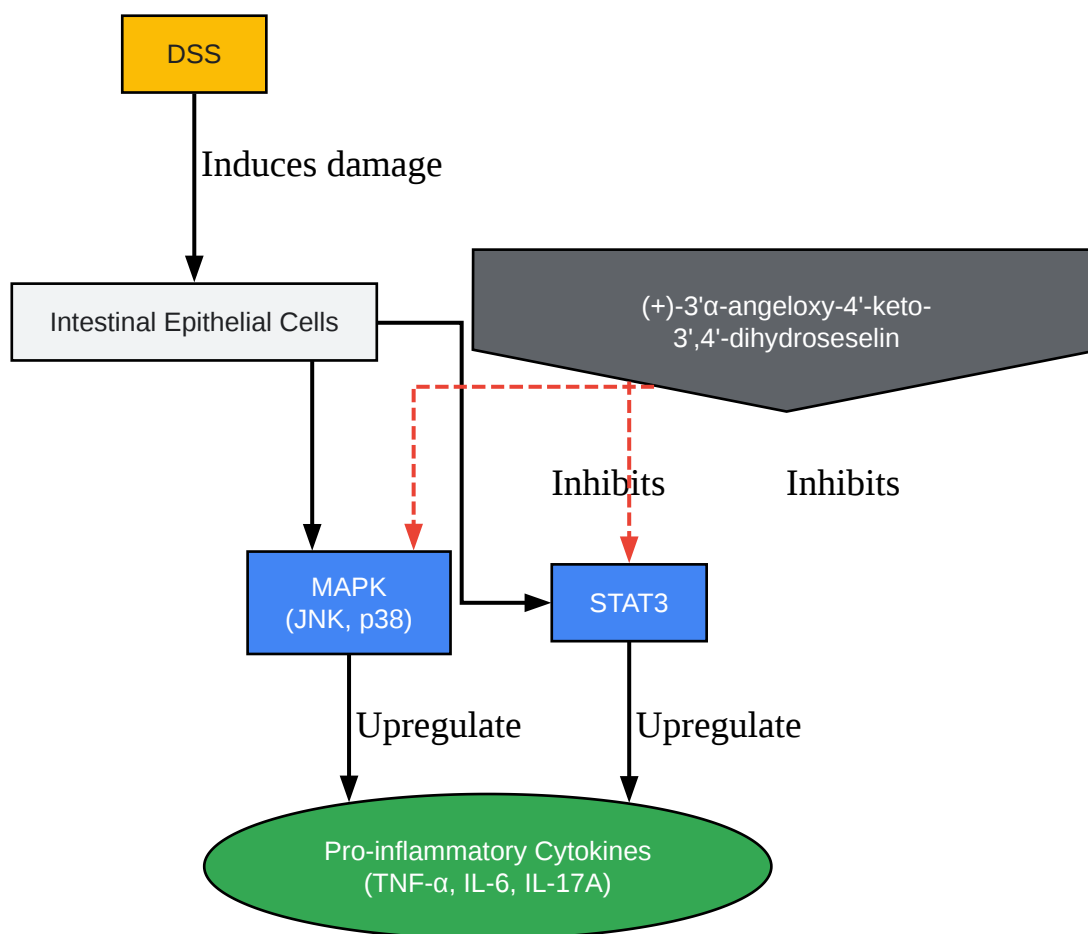 DSS
Induces damage
Intestinal Epithelial Cells
(+)-3'α-angeloxy-4'-keto-
3',4'-dihydroseselin
Inhibits
Inhibits
MAPK
(JNK, p38)
STAT3
Upregulate
Upregulate
Pro-inflammatory Cytokines
(TNF-α, IL-6, IL-17A)